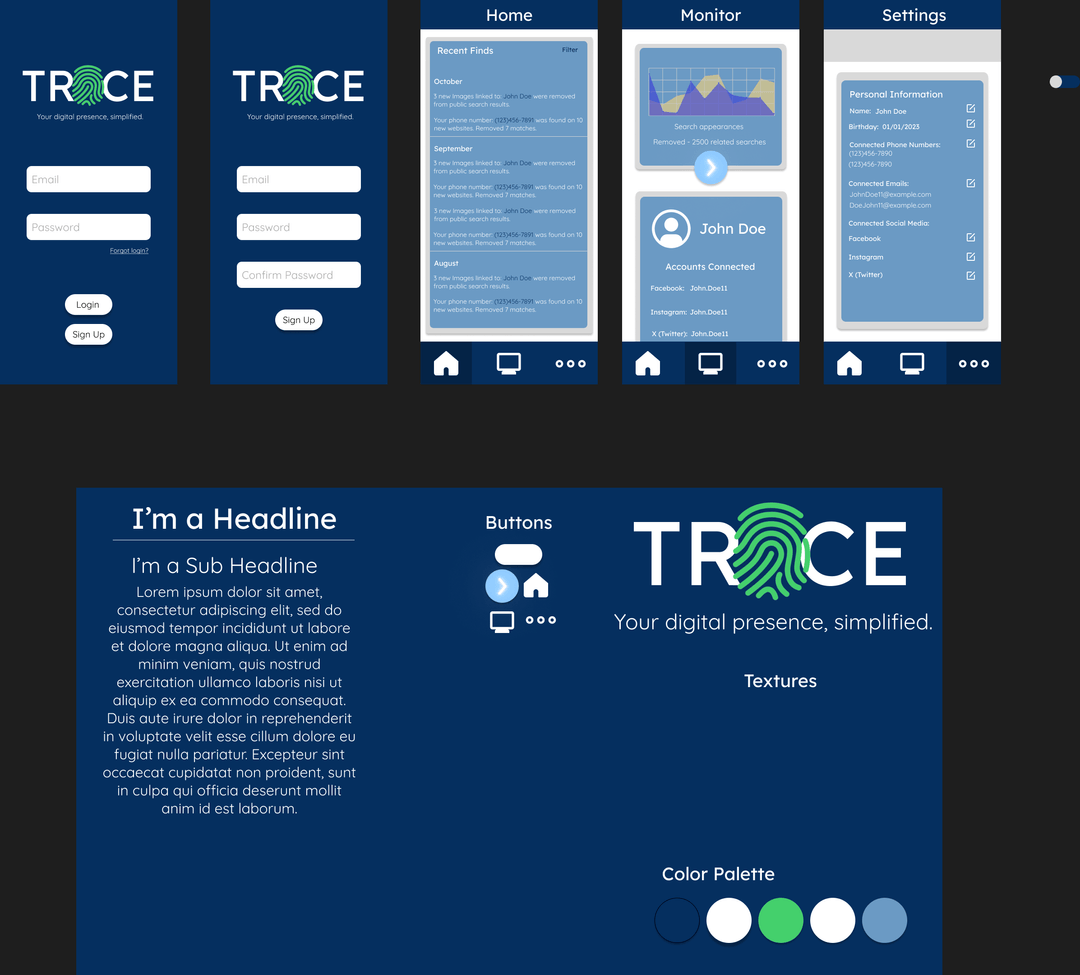 TRACE
Your digital presence, simplified.
Email
Password
Forgot login?
Login
Sign Up
TRACE
Your digital presence, simplified.
Email
Password
Confirm Password
Sign Up
Home
Recent Finds Filter
October
3 new Images linked to: John Doe were removed
from public search results.
Your phone number: (123)456-7891 was found on 10
new websites. Removed 7 matches.
September
3 new Images linked to: John Doe were removed
from public search results.
Your phone number: (123)456-7891 was found on 10
new websites. Removed 7 matches.
3 new Images linked to: John Doe were removed
from public search results.
Your phone number: (123)456-7891 was found on 10
new websites. Removed 7 matches.
August
3 new Images linked to: John Doe were removed
from public search results.
Your phone number: (123)456-7891 was found on 10
new websites. Removed 7 matches.
Monitor
Search appearances
Removed - 2500 related searches
John Doe
Accounts Connected
Facebook: John.Doe11
Instagram: John.Doe11
X (Twitter): John.Doe11
Settings
Personal Information
Name: John Doe
Birthday: 01/01/2023
Connected Phone Numbers:
(123)456-7890
(123)456-7890
Connected Emails:
JohnDoe11@example.com
DoeJohn11@example.com
Connected Social Media:
Facebook
Instagram
X (Twitter)
I'm a Headline
I'm a Sub Headline
Lorem ipsum dolor sit amet,
consectetur adipiscing elit, sed do
eiusmod tempor incididunt ut labore
et dolore magna aliqua. Ut enim ad
minim veniam, quis nostrud
exercitation ullamco laboris nisi ut
aliquip ex ea commodo consequat.
Duis aute irure dolor in reprehenderit
in voluptate velit esse cillum dolore eu
fugiat nulla pariatur. Excepteur sint
occaecat cupidatat non proident, sunt
in culpa qui officia deserunt mollit
anim id est laborum.
Buttons
TRACE
Your digital presence, simplified.
Textures
Color Palette